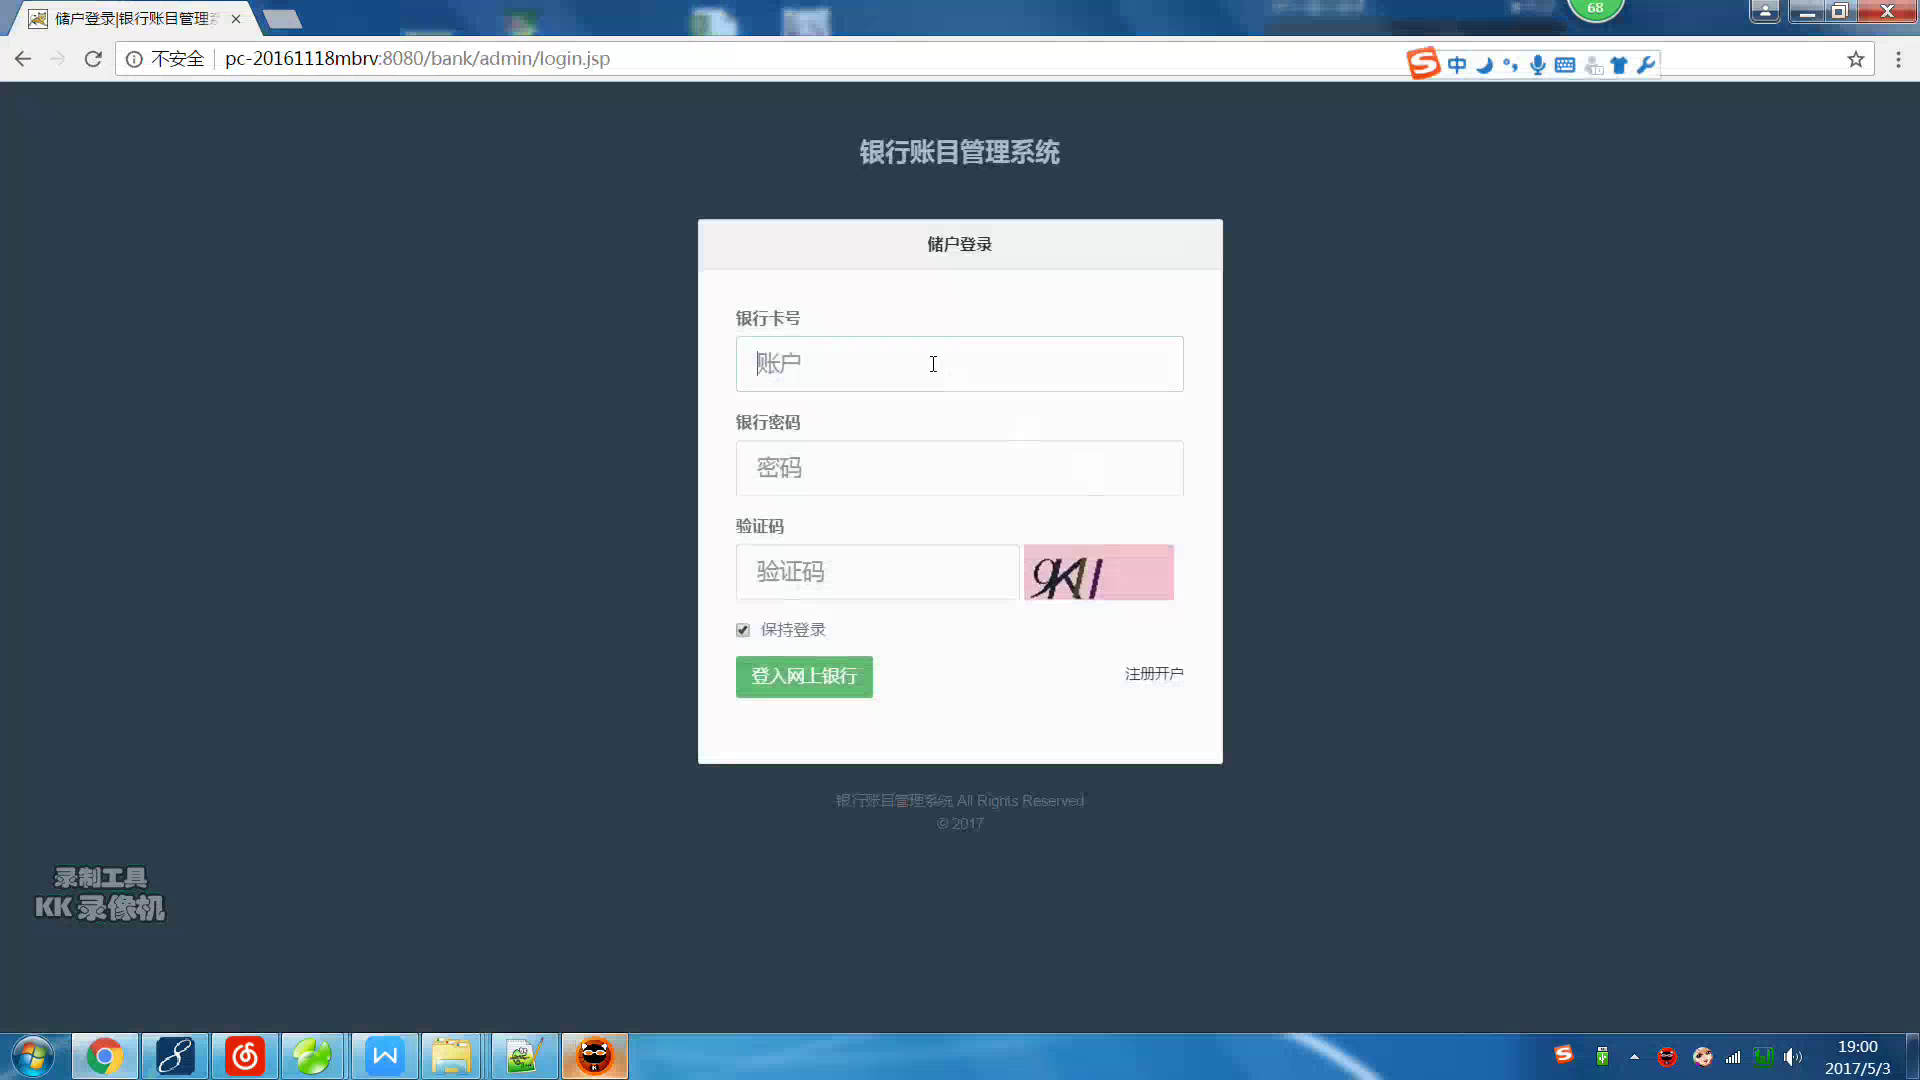 储户登录|银行账目管理系
68
不安全
pc-20161118mbrv:8080/bank/admin/login.jsp
中
银行账目管理系统
储户登录
银行卡号
账户
银行密码
密码
验证码
验证码
保持登录
登入网上银行
注册开户
银行账目管理系统 All Rights Reserved
© 2017
录制工具
KK 录像机
19:00
2017/5/3